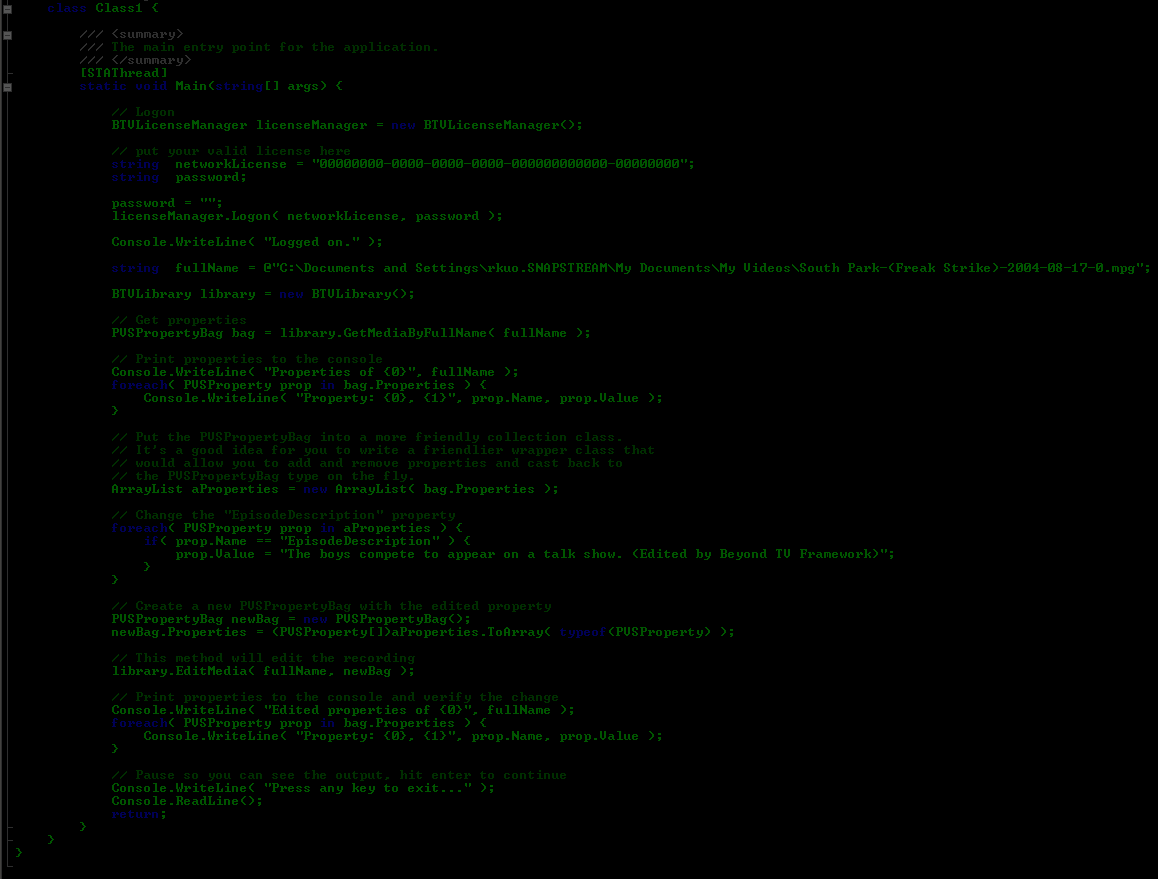 class Class1 {
/// <summary>
/// The main entry point for the application.
/// </summary>
[STAThread]
static void Main(string[] args) {
// Logon
BTVLicenseManager licenseManager = new BTVLicenseManager();
// put your valid license here
string  networkLicense = "00000000-0000-0000-0000-000000000000-00000000";
string  password;
password = "";
licenseManager.Logon( networkLicense, password );
Console.WriteLine( "Logged on." );
string  fullName = @"C:\Documents and Settings\rkuo.SNAPSTREAM\My Documents\My Videos\South Park-(Freak Strike)-2004-08-17-0.mpg";
BTVLibrary library = new BTVLibrary();
// Get properties
PVSPropertyBag bag = library.GetMediaByFullName( fullName );
// Print properties to the console
Console.WriteLine( "Properties of {0}", fullName );
foreach( PVSProperty prop in bag.Properties ) {
Console.WriteLine( "Property: {0}, {1}", prop.Name, prop.Value );
}
// Put the PVSPropertyBag into a more friendly collection class.
// It's a good idea for you to write a friendlier wrapper class that
// would allow you to add and remove properties and cast back to
// the PVSPropertyBag type on the fly.
ArrayList aProperties = new ArrayList( bag.Properties );
// Change the "EpisodeDescription" property
foreach( PVSProperty prop in aProperties ) {
if( prop.Name == "EpisodeDescription" ) {
prop.Value = "The boys compete to appear on a talk show. (Edited by Beyond TV Framework)";
}
}
// Create a new PVSPropertyBag with the edited property
PVSPropertyBag newBag = new PVSPropertyBag();
newBag.Properties = (PVSProperty[])aProperties.ToArray( typeof(PVSProperty) );
// This method will edit the recording
library.EditMedia( fullName, newBag );
// Print properties to the console and verify the change
Console.WriteLine( "Edited properties of {0}", fullName );
foreach( PVSProperty prop in bag.Properties ) {
Console.WriteLine( "Property: {0}, {1}", prop.Name, prop.Value );
}
// Pause so you can see the output, hit enter to continue
Console.WriteLine( "Press any key to exit..." );
Console.ReadLine();
return;
}
}
}